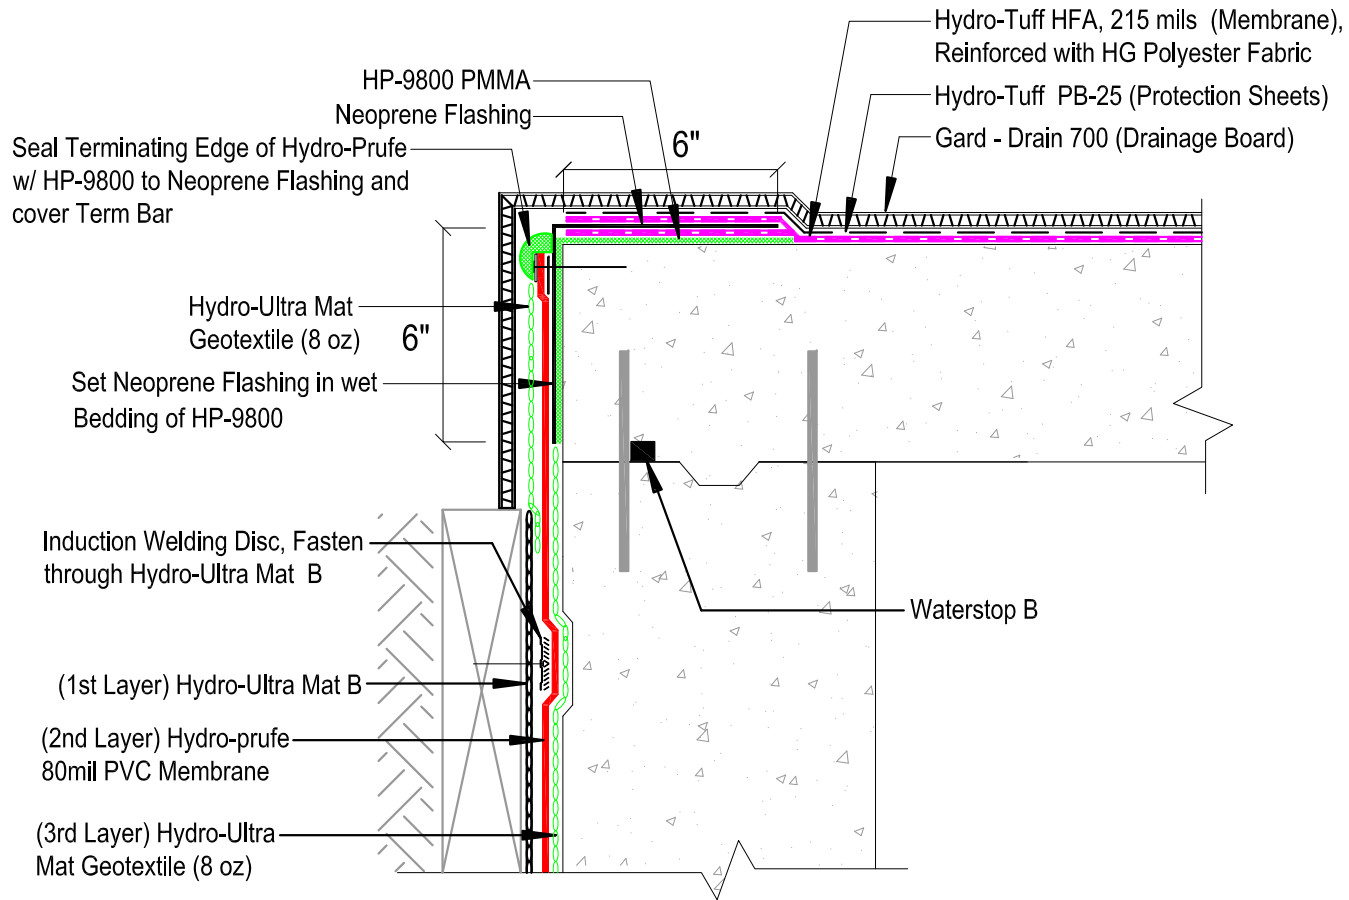 Hydro-Tuff HFA, 215 mils (Membrane),
Reinforced with HG Polyester Fabric
HP-9800 PMMA
Hydro-Tuff PB-25 (Protection Sheets)
Neoprene Flashing
Gard - Drain 700 (Drainage Board)
6"
Seal Terminating Edge of Hydro-Prufe
w/ HP-9800 to Neoprene Flashing and
cover Term Bar
Hydro-Ultra Mat
Geotextile (8 oz)
6"
Set Neoprene Flashing in wet
Bedding of HP-9800
Induction Welding Disc, Fasten
through Hydro-Ultra Mat B
Waterstop B
(1st Layer) Hydro-Ultra Mat B
(2nd Layer) Hydro-prufe
80mil PVC Membrane
(3rd Layer) Hydro-Ultra
Mat Geotextile (8 oz)